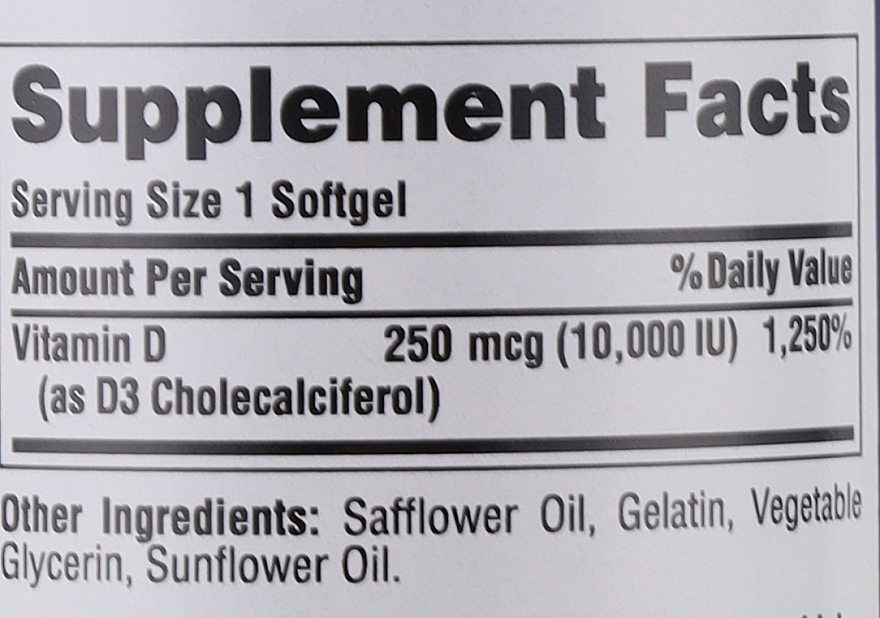 Supplement Facts
Serving Size 1 Softgel
Amount Per Serving % Daily Value
Vitamin D 250 mcg (10,000 IU) 1,250%
(as D3 Cholecalciferol)
Other Ingredients: Safflower Oil, Gelatin, Vegetable
Glycerin, Sunflower Oil.